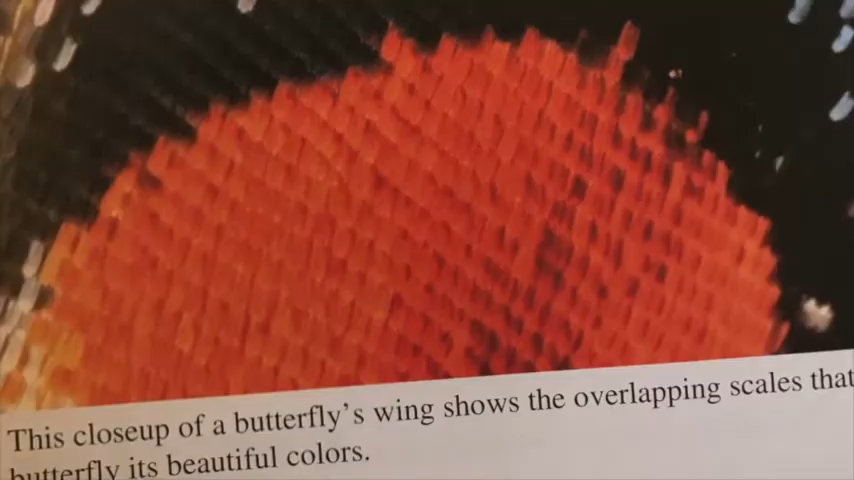 This closeup of a butterfly's wing shows the overlapping scales that
butterfly its beautiful colors.